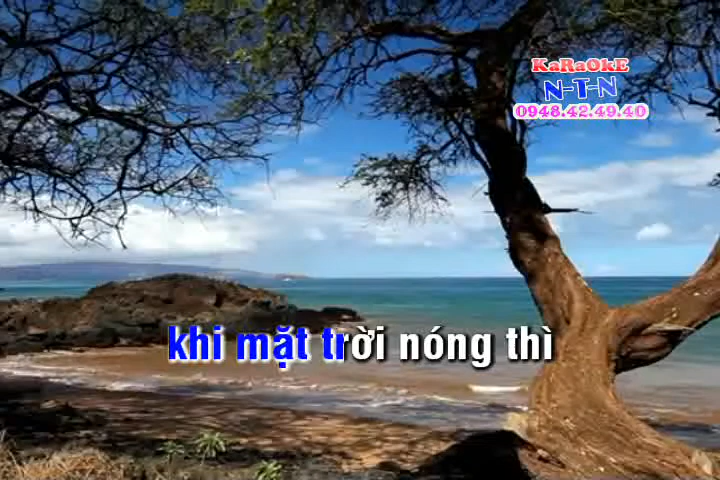 KaRaOkE
N-T-N
0948.42.49.40
khi mặt trời nóng thì